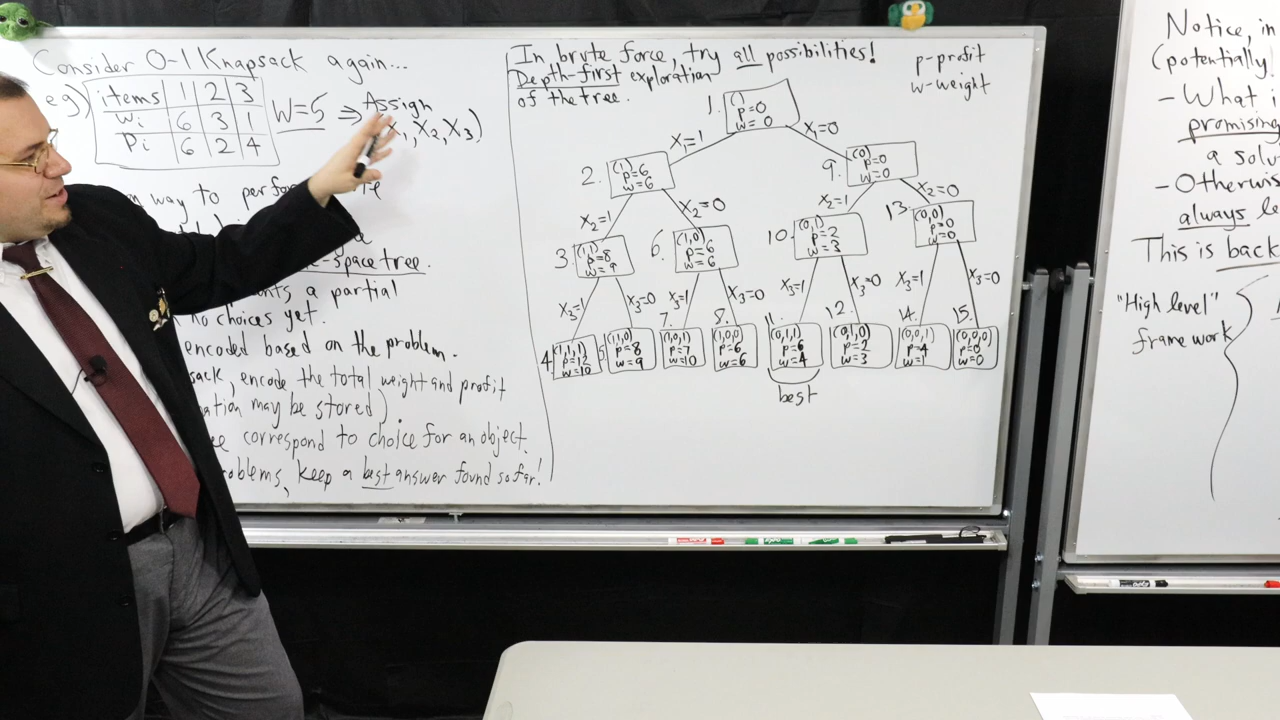 Consider 0-1 Knapsack again...
eg)
items 1 2 3
wi 6 3 1
Pi 6 2 4
W=5 ⇒ Assign
X1, X2, X3)
way to perfor
-space tree.
a partial
no choices yet.
encoded based on the problem.
sack, encode the total weight and profit
ation may be stored).
correspond to choice for an object.
roblems, keep a best answer found so far!
In brute force, try all possibilities!
Depth-first exploration
of the tree.
p-profit
w-weight
1. () p=0 w=0
X1=1 X1=0
2. (1) p=6 w=6
9. (0) p=0 w=0
X2=1 X2=0 X2=1 X2=0
3. (1,1) p=8 w=9
6. (1,0) p=6 w=6
10. (0,1) p=2 w=3
13. (0,0) p=0 w=0
X3=1 X3=0 X3=1 X3=0 X3=1 X3=0 X3=1 X3=0
4. (1,1,1) p=12 w=10
5. (1,1,0) p=8 w=9
7. (1,0,1) p=7 w=10
8. (1,0,0) p=6 w=6
11. (0,1,1) p=6 w=4
12. (0,1,0) p=2 w=3
14. (0,0,1) p=4 w=1
15. (0,0,0) p=0 w=0
best
Notice, in
(potentially!
- What i
promising
a solu
- Otherwis
always le
This is back
"High level"
framework